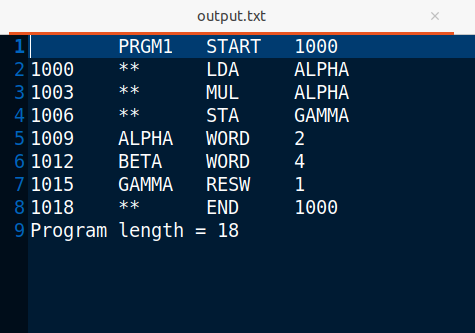 output.txt ×
1 PRGM1 START 1000
2 1000 ** LDA ALPHA
3 1003 ** MUL ALPHA
4 1006 ** STA GAMMA
5 1009 ALPHA WORD 2
6 1012 BETA WORD 4
7 1015 GAMMA RESW 1
8 1018 ** END 1000
9 Program length = 18